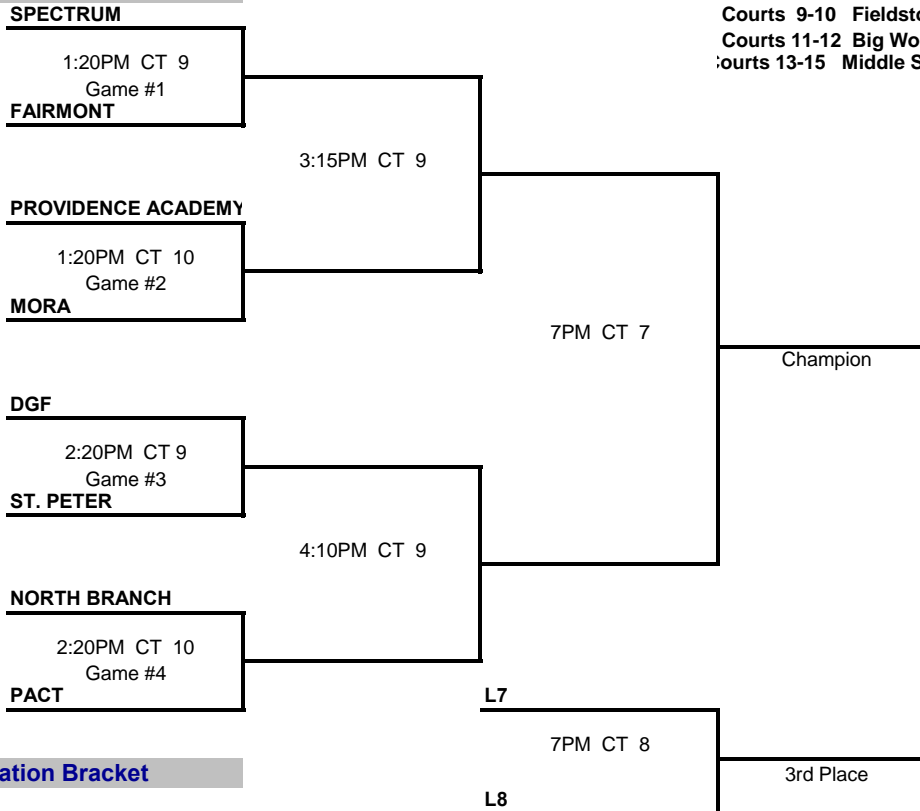 SPECTRUM
Courts 9-10
Courts 11-12 Big
13-15 Middle
1:20PM CT 9
Game #1
FAIRMONT
3:15PM CT 9
PROVIDENCE ACADEMY
1:20PM CT 10
Game #2
MORA
7PM CT 7
Champion
DGF
2:20PM CT 9
Game #3
ST. PETER
4:10PM CT 9
NORTH BRANCH
2:20PM CT 10
Game #4
PACT
L7
7PM CT 8
Bracket
3rd Place
L8